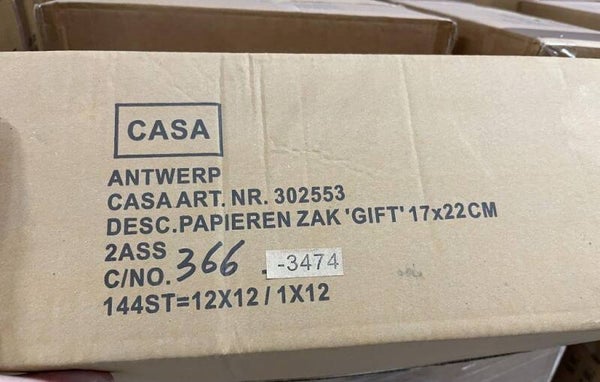 CASA
ANTWERP
CASA ART. NR. 302553
DESC.PAPIEREN ZAK 'GIFT' 17x22CM
2ASS
C/NO. 366 . -3474
144ST=12X12 / 1X12